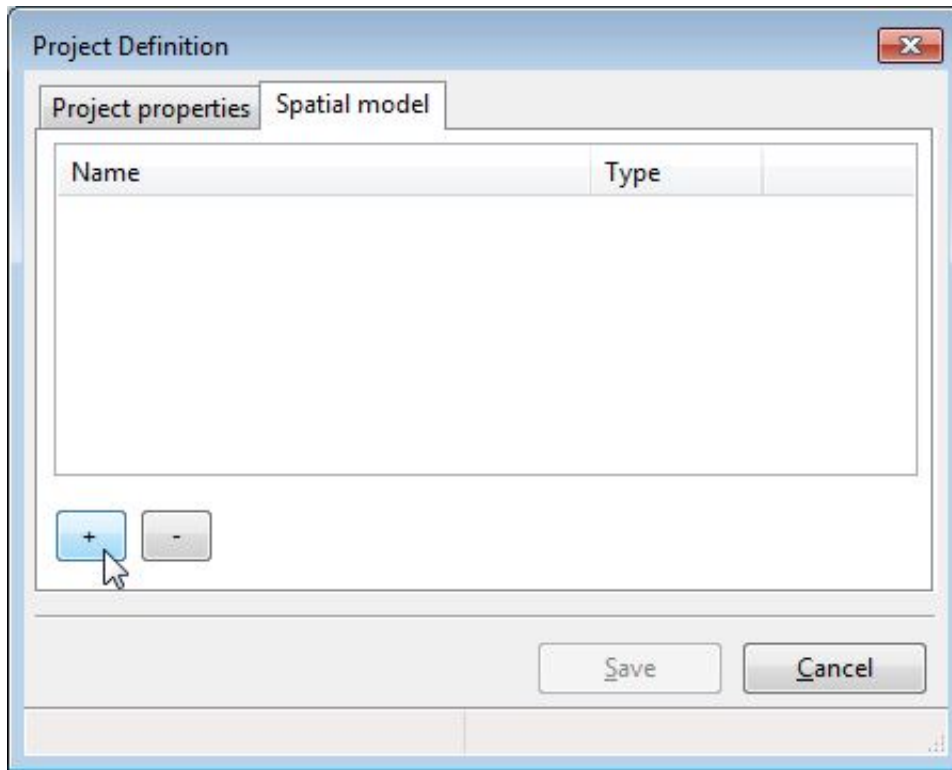 Project Definition
Project properties Spatial model
Name Type
+ -
Save Cancel